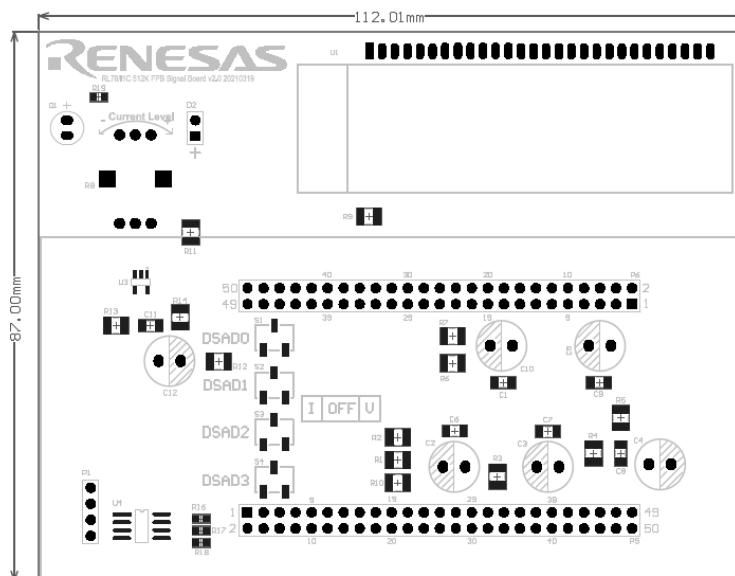 112.01mm
87.00mm
RENESAS
RL78/I1C 512K FPB Signal Board v2.0 20210319
U1
R19
- Current Level +
D2
+
+
R8
R9
R11
U3
40 30 20 10 P6
50 2
49 1
39 29 19 9
R13 C11 R14
C12
R12
S1
DSAD0
S2
DSAD1
S3
DSAD2
S4
DSAD3
I OFF V
R7
R6
C10
C1
C9
R2
R1
R10
C6
C2
R3
C7
C3
R5
R4
C8
C4
P1
U4
R16
R17
R18
9 19 29 39
1 49
2 50
10 20 30 40 P5